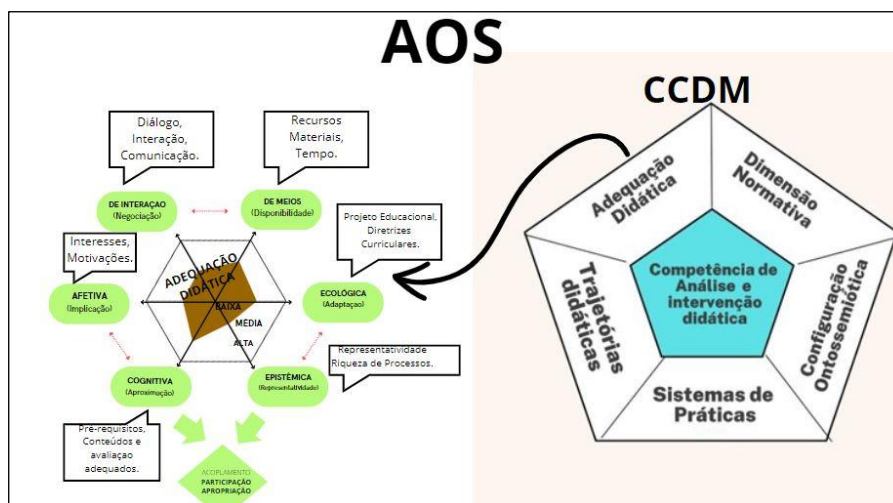 AOS
CCDM
Diálogo,
Interação,
Comunicação.
Recursos
Materiais,
Tempo.
DE INTERAÇAO
(Negociação)
DE MEIOS
(Disponibilidade)
Projeto Educacional,
Diretrizes
Curriculares.
Interesses,
Motivações.
AFETIVA
(Implicação)
ADEQUAÇÃO
DIDÁTICA
BAIXA
MÉDIA
ALTA
ECOLÓGICA
(Adaptaçao)
Representatividade
Riqueza de Processos.
COGNITIVA
(Aproximação)
EPISTÊMICA
(Representatividade)
Pré-requisitos,
Conteúdos e
avaliaçao
adequados.
ACOPLAMENTO
PARTICIPAÇÃO
APROPRIAÇÃO
Adequação
Didática
Dimensão
Normativa
Trajetórias
didáticas
Competência de
Análise e
intervenção
didática
Configuração
Ontossemiótica
Sistemas de
Práticas